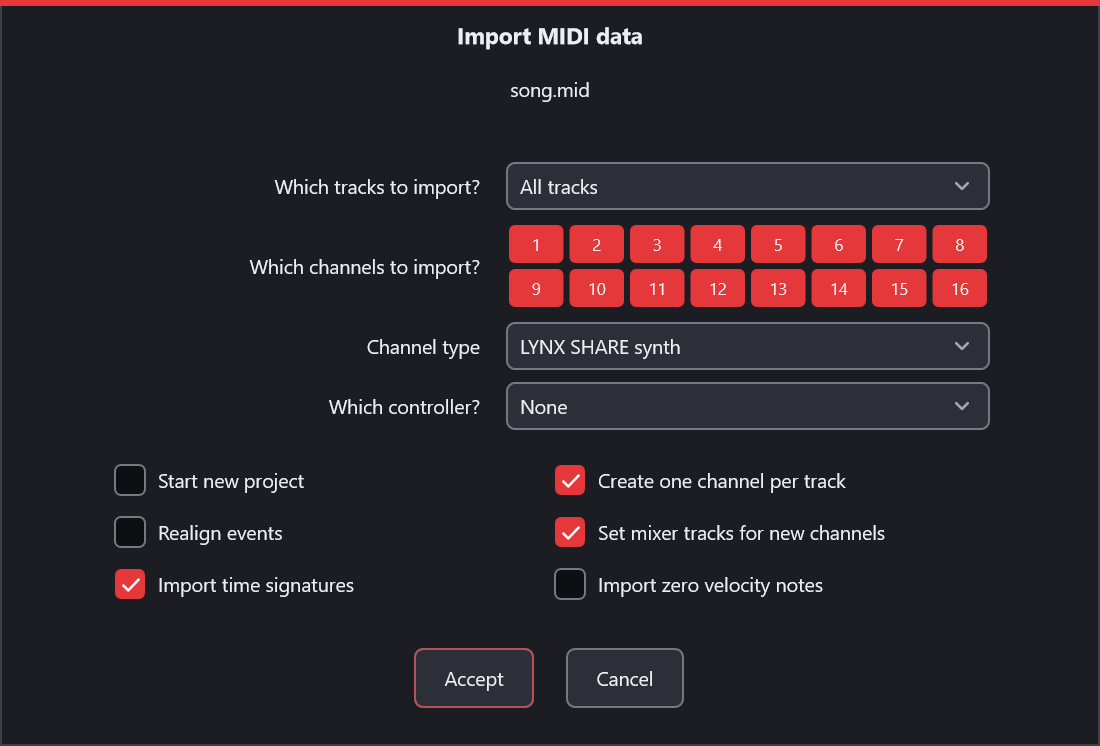 Import MIDI data
song.mid
Which tracks to import? All tracks
Which channels to import?
1 2 3 4 5 6 7 8
9 10 11 12 13 14 15 16
Channel type LYNX SHARE synth
Which controller? None
Start new project Create one channel per track
Realign events Set mixer tracks for new channels
Import time signatures Import zero velocity notes
Accept Cancel